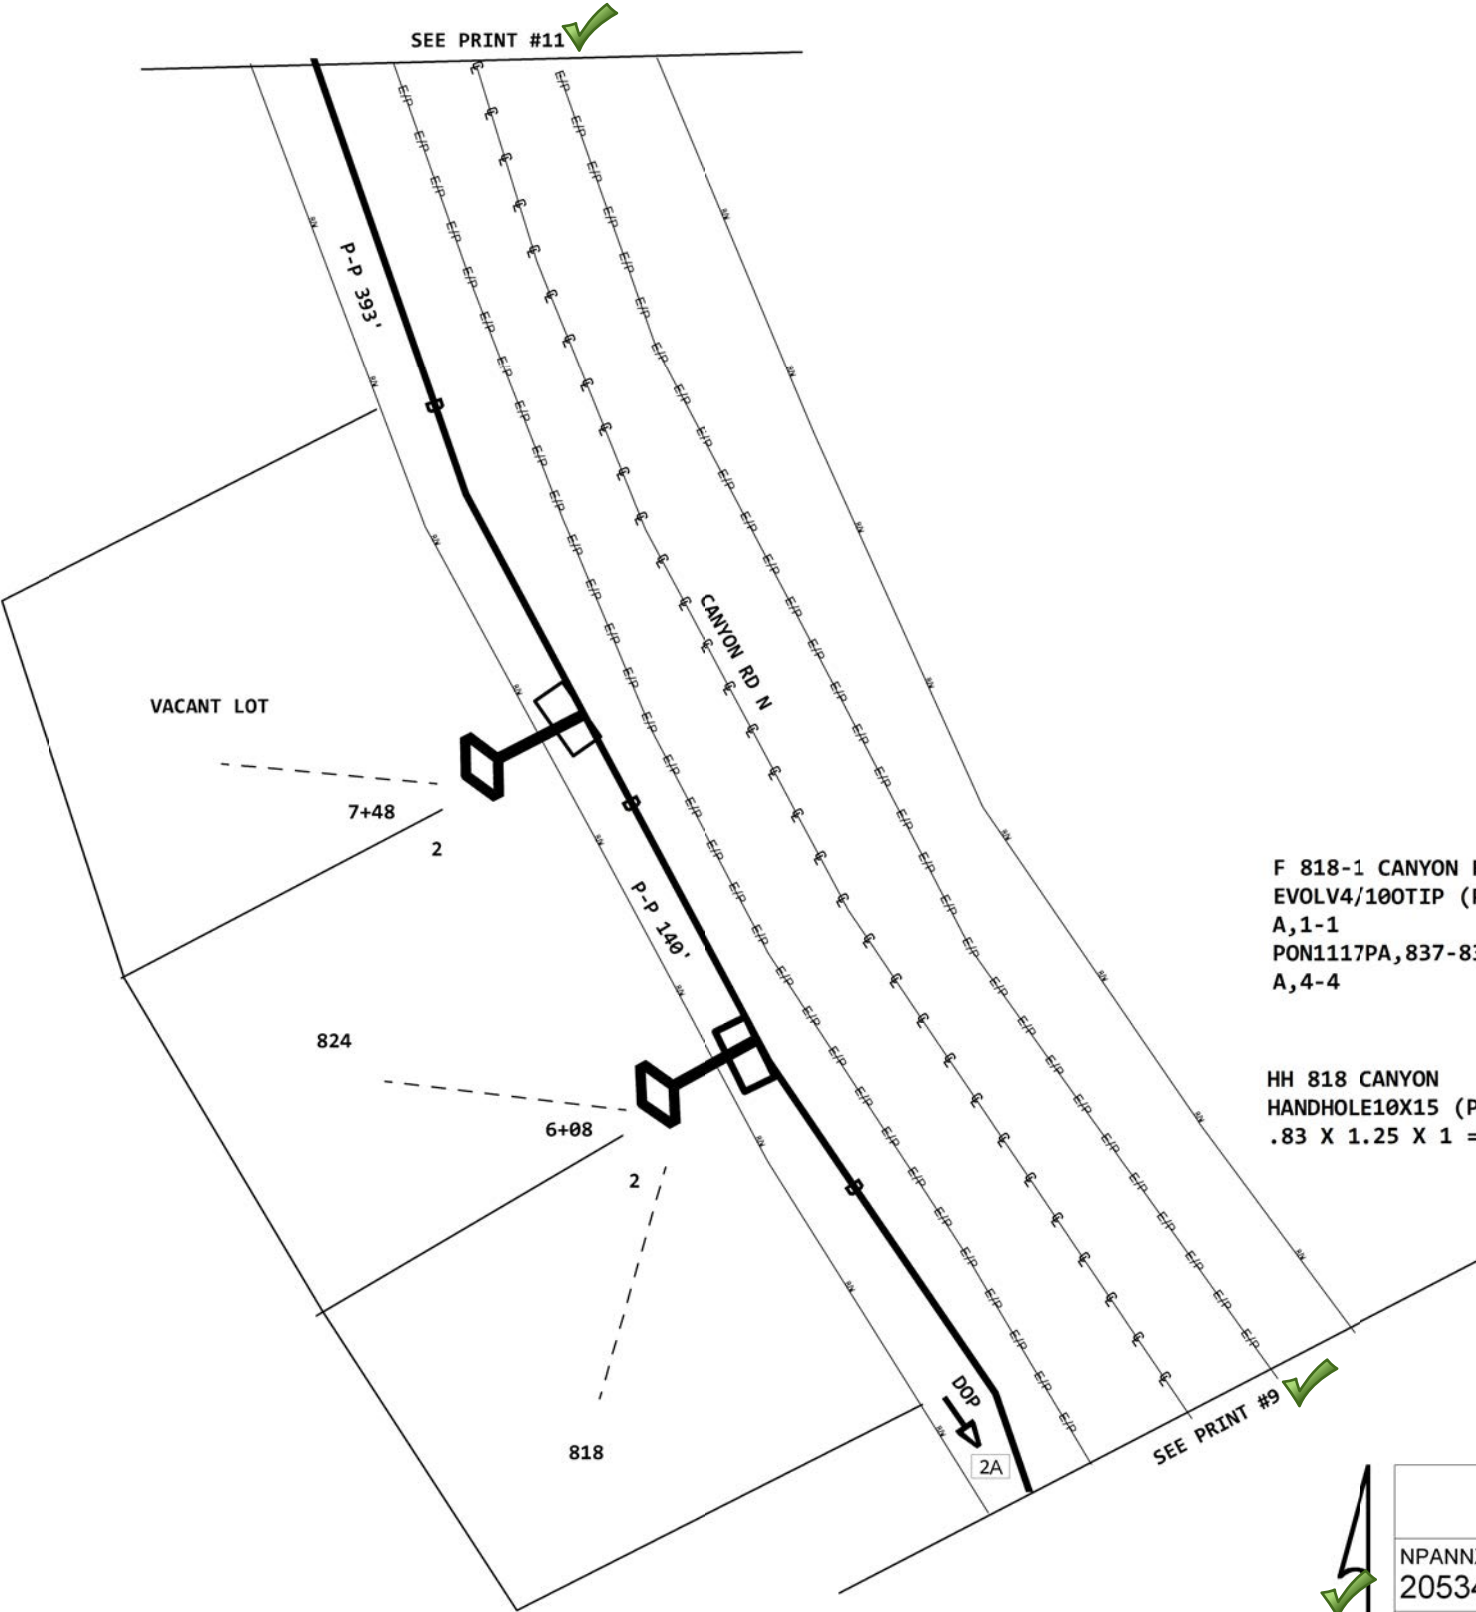 SEE PRINT #11
P-P 393'
CANYON RD N
VACANT LOT
7+48
2
P-P 140'
F 818-1 CANYON
EVOLV4/100TIP (
A,1-1
PON1117PA,837-83
A,4-4
824
HH 818 CANYON
HANDHOLE10X15 (P
.83 X 1.25 X 1 =
6+08
2
DOP
818
2A
SEE PRINT #9
NPANN
20534